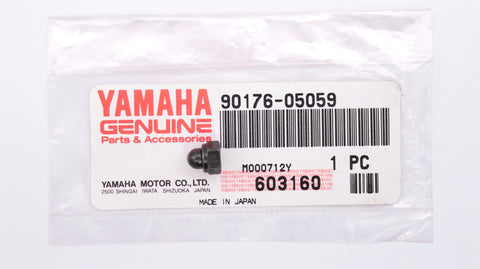 YAMAHA
GENUINE
Parts & Accessories
YAMAHA MOTOR CO., LTD.
2500 SHINGAI IWATA SHIZUOKA JAPAN
90176-05059
M000712Y 1 PC
603160
MADE IN JAPAN